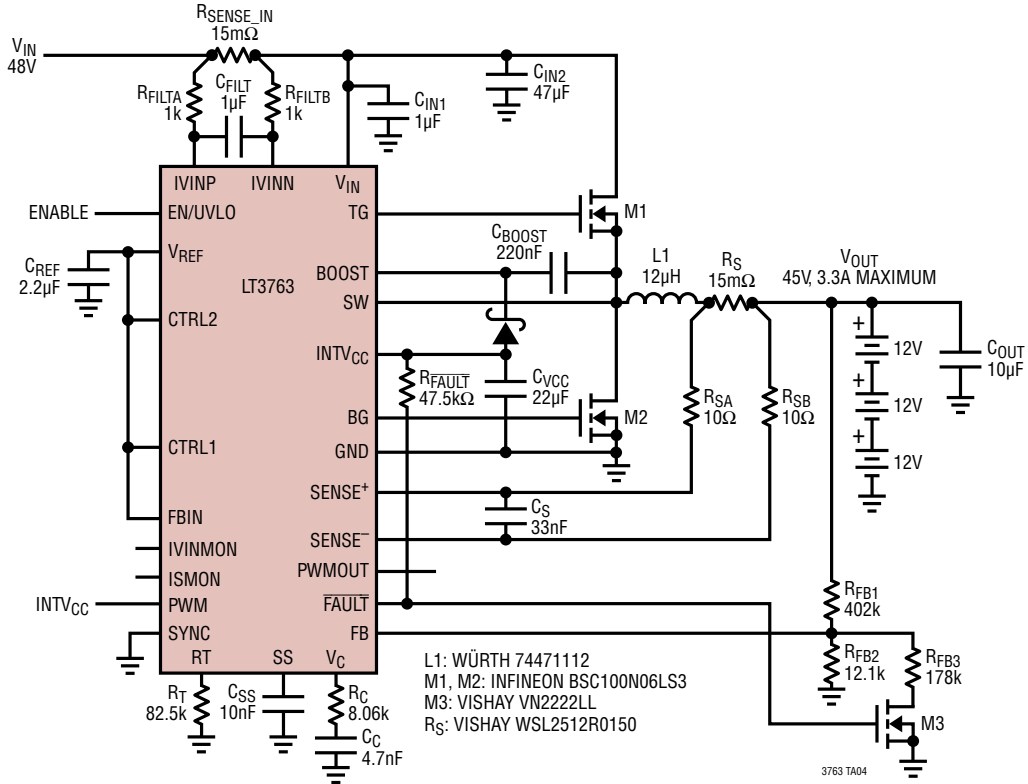 RSENSE_IN
15mΩ
VIN
48V
RFILTA
1k
CFILT
1µF
RFILTB
1k
CIN1
1µF
CIN2
47µF
IVINP
IVINN
VIN
ENABLE
EN/UVLO
TG
M1
VREF
CREF
2.2µF
LT3763
BOOST
CBOOST
220nF
L1
12µH
RS
15mΩ
VOUT
45V, 3.3A MAXIMUM
SW
CTRL2
INTVCC
RFAULT
47.5kΩ
CVCC
22µF
BG
M2
RSA
10Ω
RSB
10Ω
+
12V
+
12V
+
12V
COUT
10µF
CTRL1
GND
SENSE+
CS
33nF
FBIN
SENSE–
IVINMON
PWMOUT
ISMON
INTVCC
PWM
FAULT
RFB1
402k
SYNC
FB
RT
SS
VC
RFB2
12.1k
RFB3
178k
RT
82.5k
CSS
10nF
RC
8.06k
CC
4.7nF
L1: WÜRTH 74471112
M1, M2: INFINEON BSC100N06LS3
M3: VISHAY VN2222LL
RS: VISHAY WSL2512R0150
M3
3763 TA04